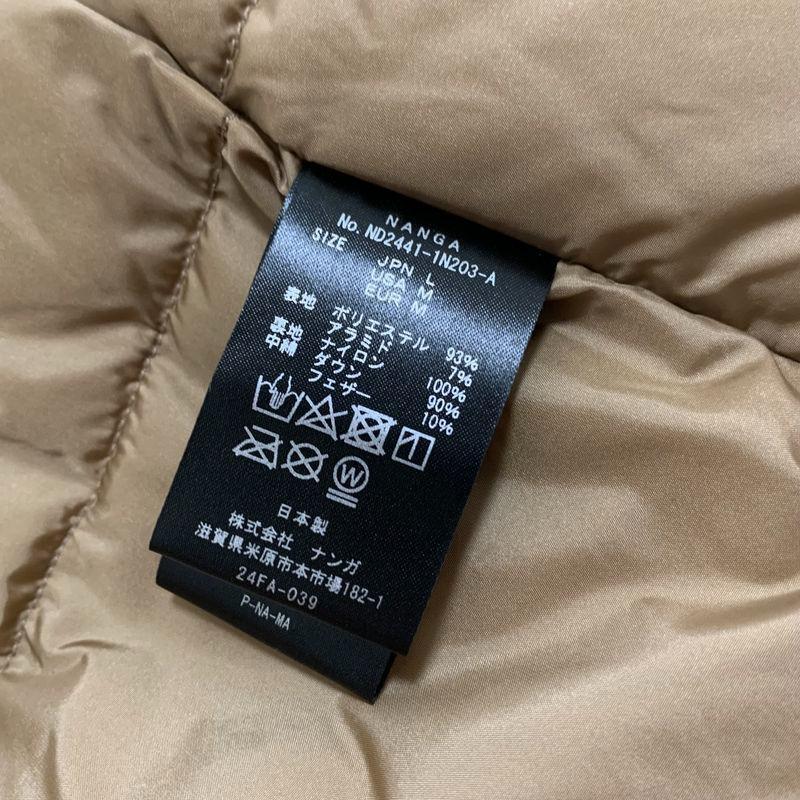 NANGA
No. ND2441-1N203-A
SIZE JPN L
USA M
EUR M
表地 ポリエステル 93%
アラミド 7%
裏地 ナイロン 100%
中綿 ダウン 90%
フェザー 10%
W
日本製
株式会社 ナンガ
滋賀県米原市本市場182-1
24FA-039
P-NA-MA